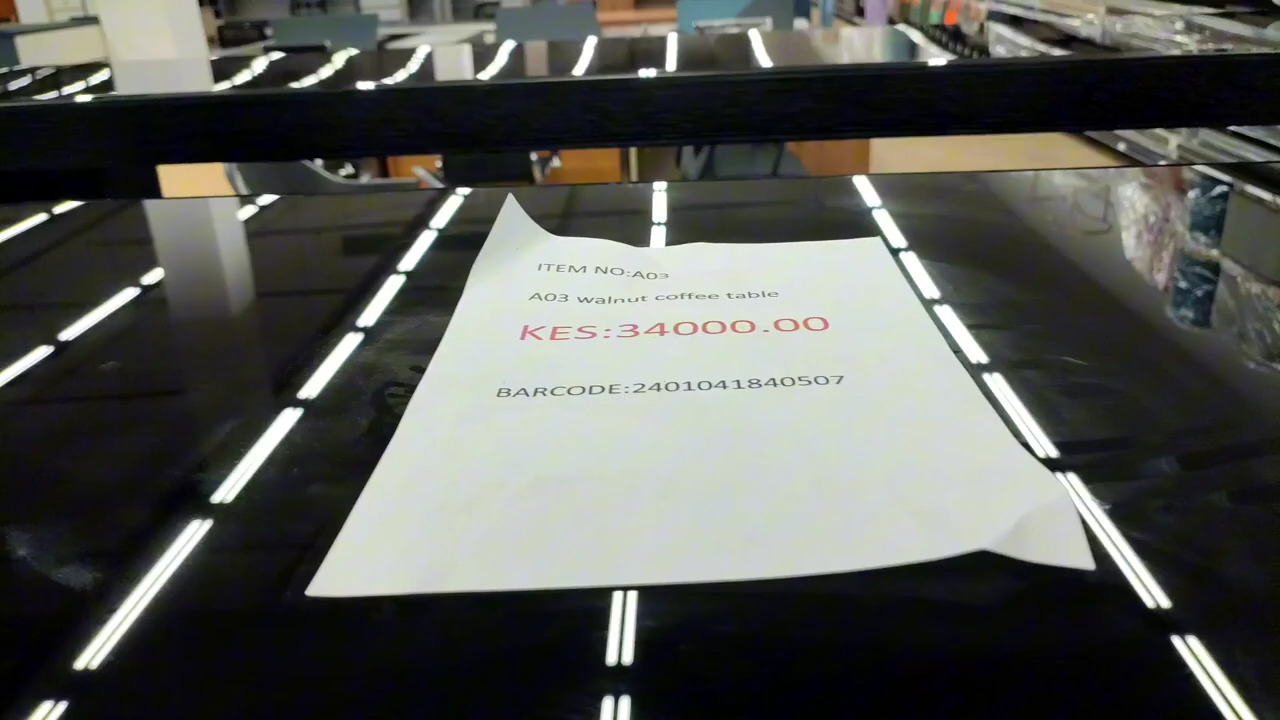 ITEM NO:A03
A03 walnut coffee table
KES:34000.00
BARCODE:2401041840507